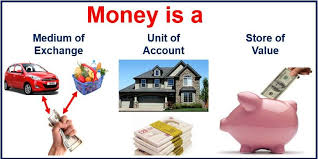 Money is a
Medium of
Exchange
Unit of
Account
Store of
Value